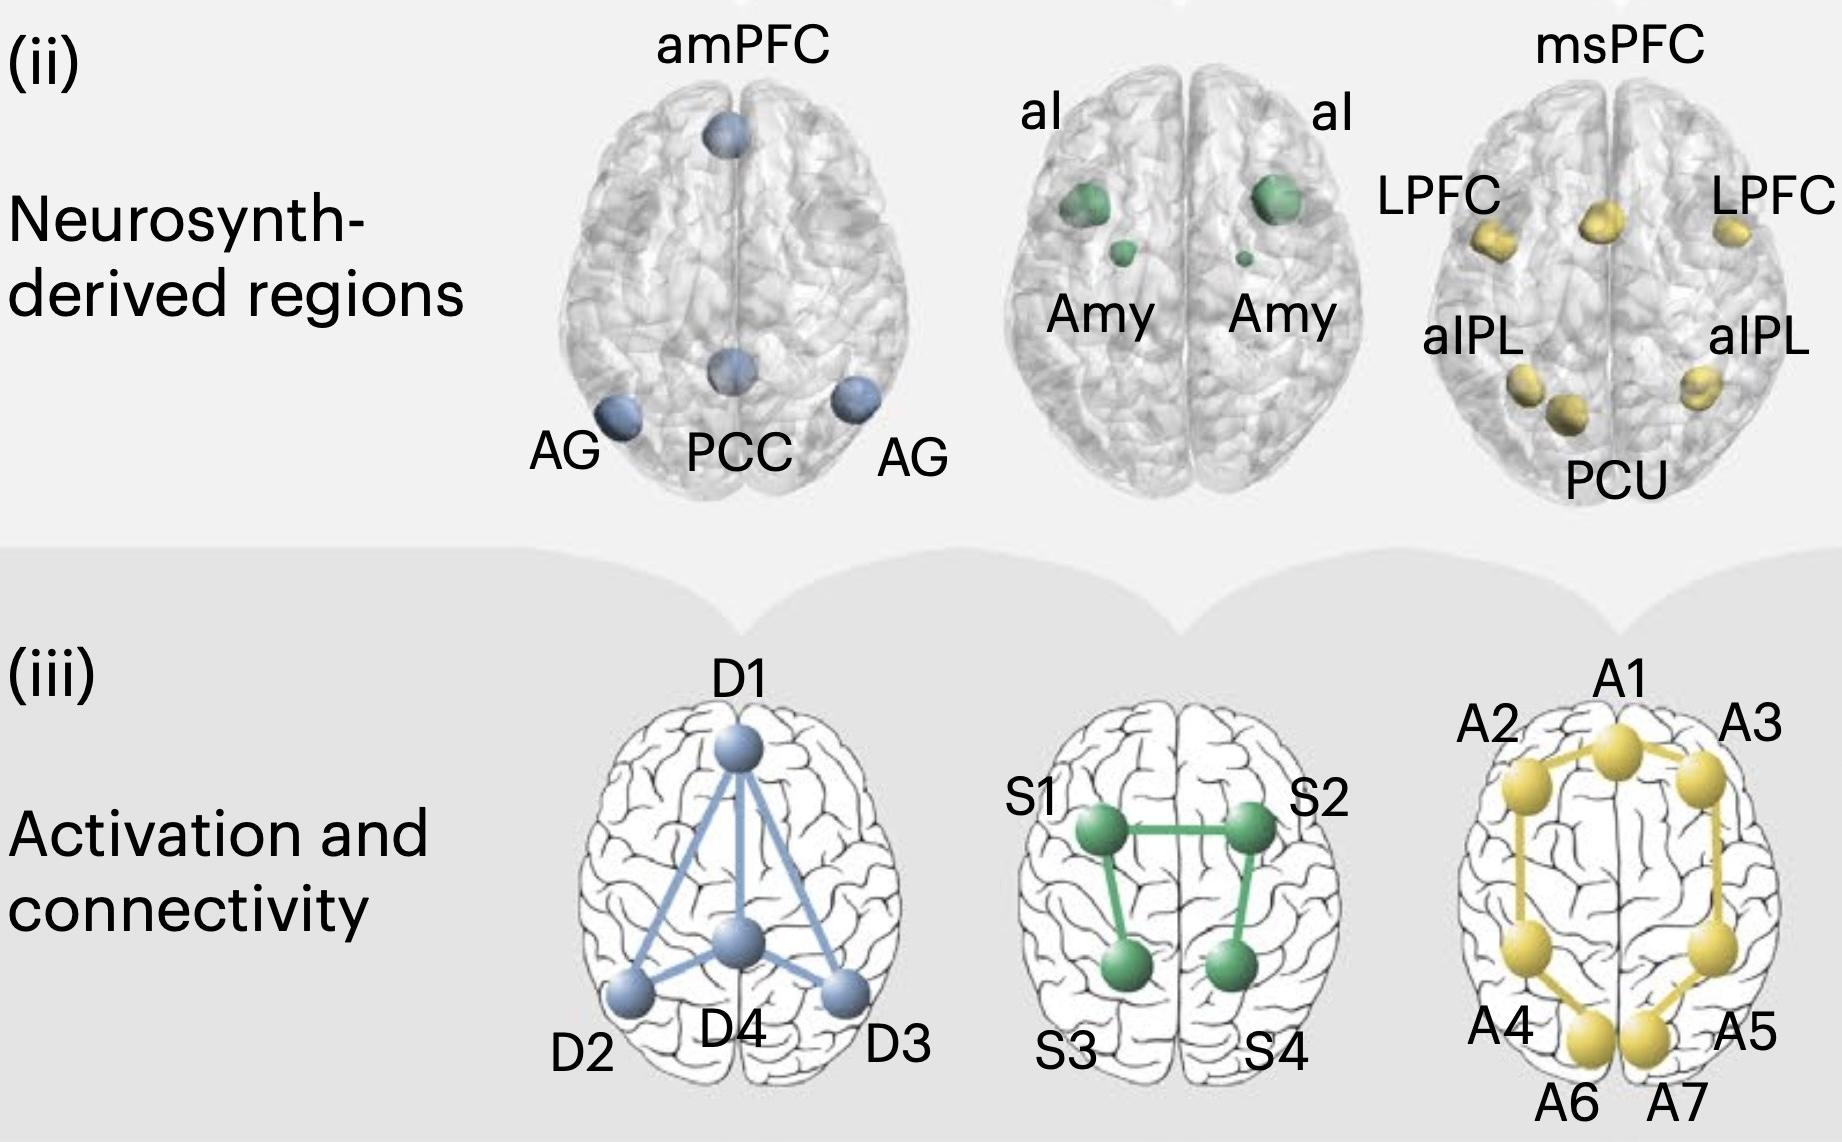 (ii)
Neurosynth-
derived regions
amPFC
AG
PCC
AG
aI
aI
Amy
Amy
msPFC
LPFC
LPFC
aIPL
aIPL
PCU
(iii)
Activation and
connectivity
D1
D2
D4
D3
S1
S2
S3
S4
A1
A2
A3
A4
A5
A6
A7